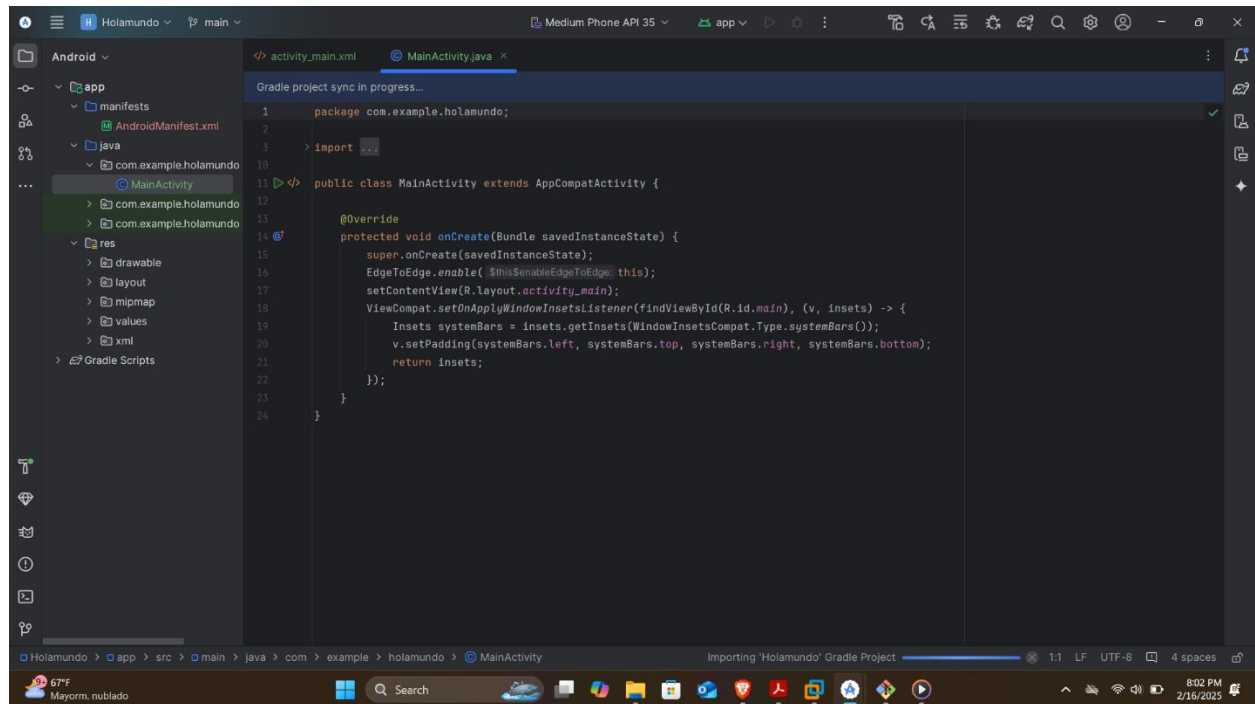 H Holamundo main Medium Phone API 35 app
Android
activity_main.xml MainActivity.java
Gradle project sync in progress...
app
manifests
AndroidManifest.xml
java
com.example.holamundo
MainActivity
com.example.holamundo
com.example.holamundo
res
drawable
layout
mipmap
values
xml
Gradle Scripts
1 package com.example.holamundo;
2
3 import ...
10
11 public class MainActivity extends AppCompatActivity {
12
13 @Override
14 protected void onCreate(Bundle savedInstanceState) {
15 super.onCreate(savedInstanceState);
16 EdgeToEdge.enable( $this$enableEdgeToEdge: this);
17 setContentView(R.layout.activity_main);
18 ViewCompat.setOnApplyWindowInsetsListener(findViewById(R.id.main), (v, insets) -> {
19 Insets systemBars = insets.getInsets(WindowInsetsCompat.Type.systemBars());
20 v.setPadding(systemBars.left, systemBars.top, systemBars.right, systemBars.bottom);
21 return insets;
22 });
23 }
24 }
Holamundo > app > src > main > java > com > example > holamundo > MainActivity Importing 'Holamundo' Gradle Project 1:1 LF UTF-8 4 spaces
9+ 67°F
Mayorm. nublado
Search
8:02 PM
2/16/2025